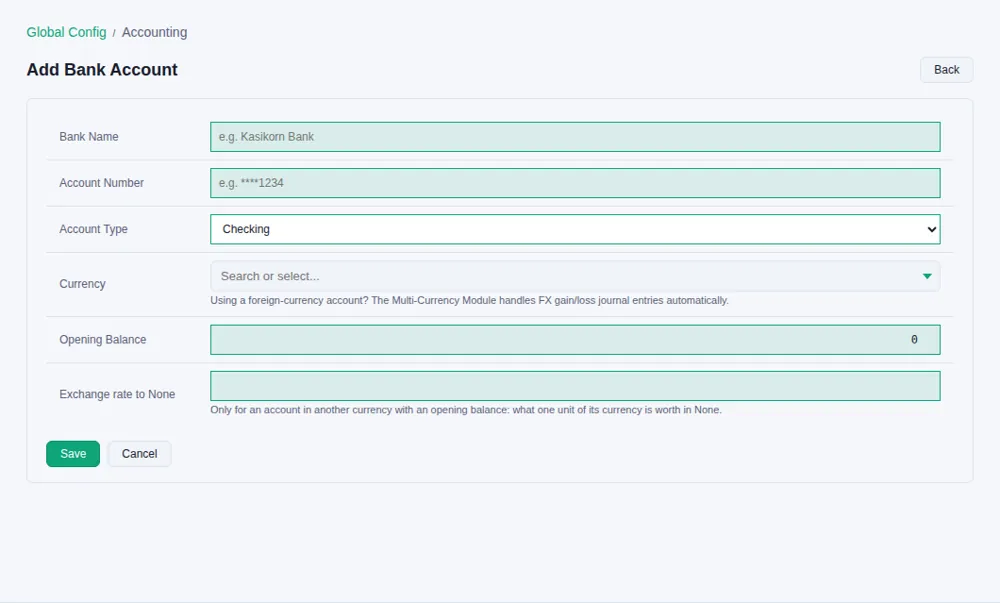 Global Config / Accounting
Add Bank Account
Back
Bank Name
e.g. Kasikorn Bank
Account Number
e.g. ****1234
Account Type
Checking
Currency
Search or select...
Using a foreign-currency account? The Multi-Currency Module handles FX gain/loss journal entries automatically.
Opening Balance
0
Exchange rate to None
Only for an account in another currency with an opening balance: what one unit of its currency is worth in None.
Save
Cancel